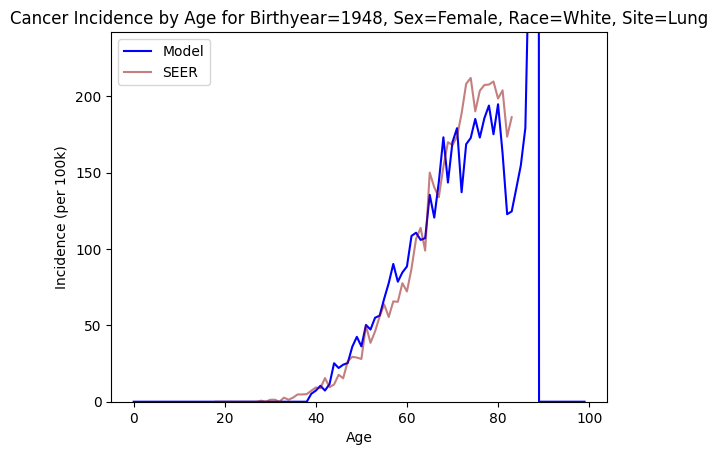 Cancer Incidence by Age for Birthyear=1948, Sex=Female, Race=White, Site=Lung
Model
SEER
Incidence (per 100k)
200
150
100
50
0
0 20 40 60 80 100
Age